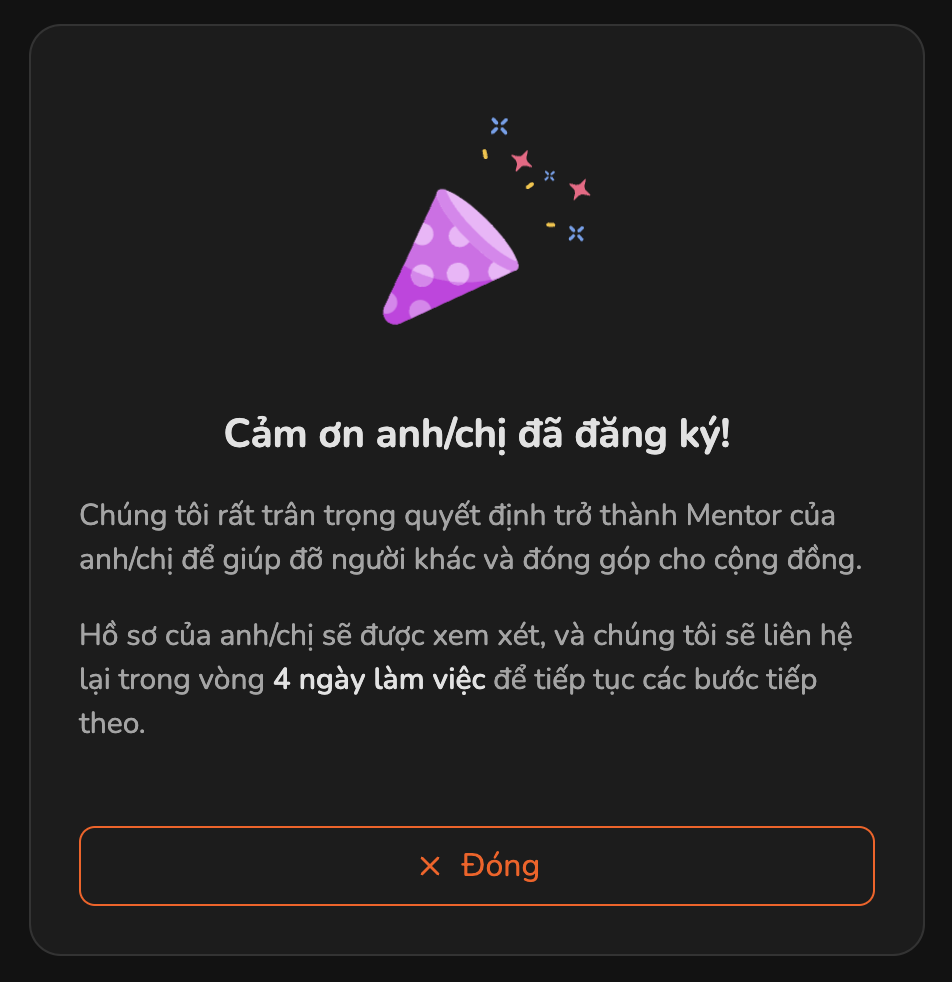 Cảm ơn anh/chị đã đăng ký!
Chúng tôi rất trân trọng quyết định trở thành Mentor của
anh/chị để giúp đỡ người khác và đóng góp cho cộng đồng.
Hồ sơ của anh/chị sẽ được xem xét, và chúng tôi sẽ liên hệ
lại trong vòng 4 ngày làm việc để tiếp tục các bước tiếp
theo.
Đóng